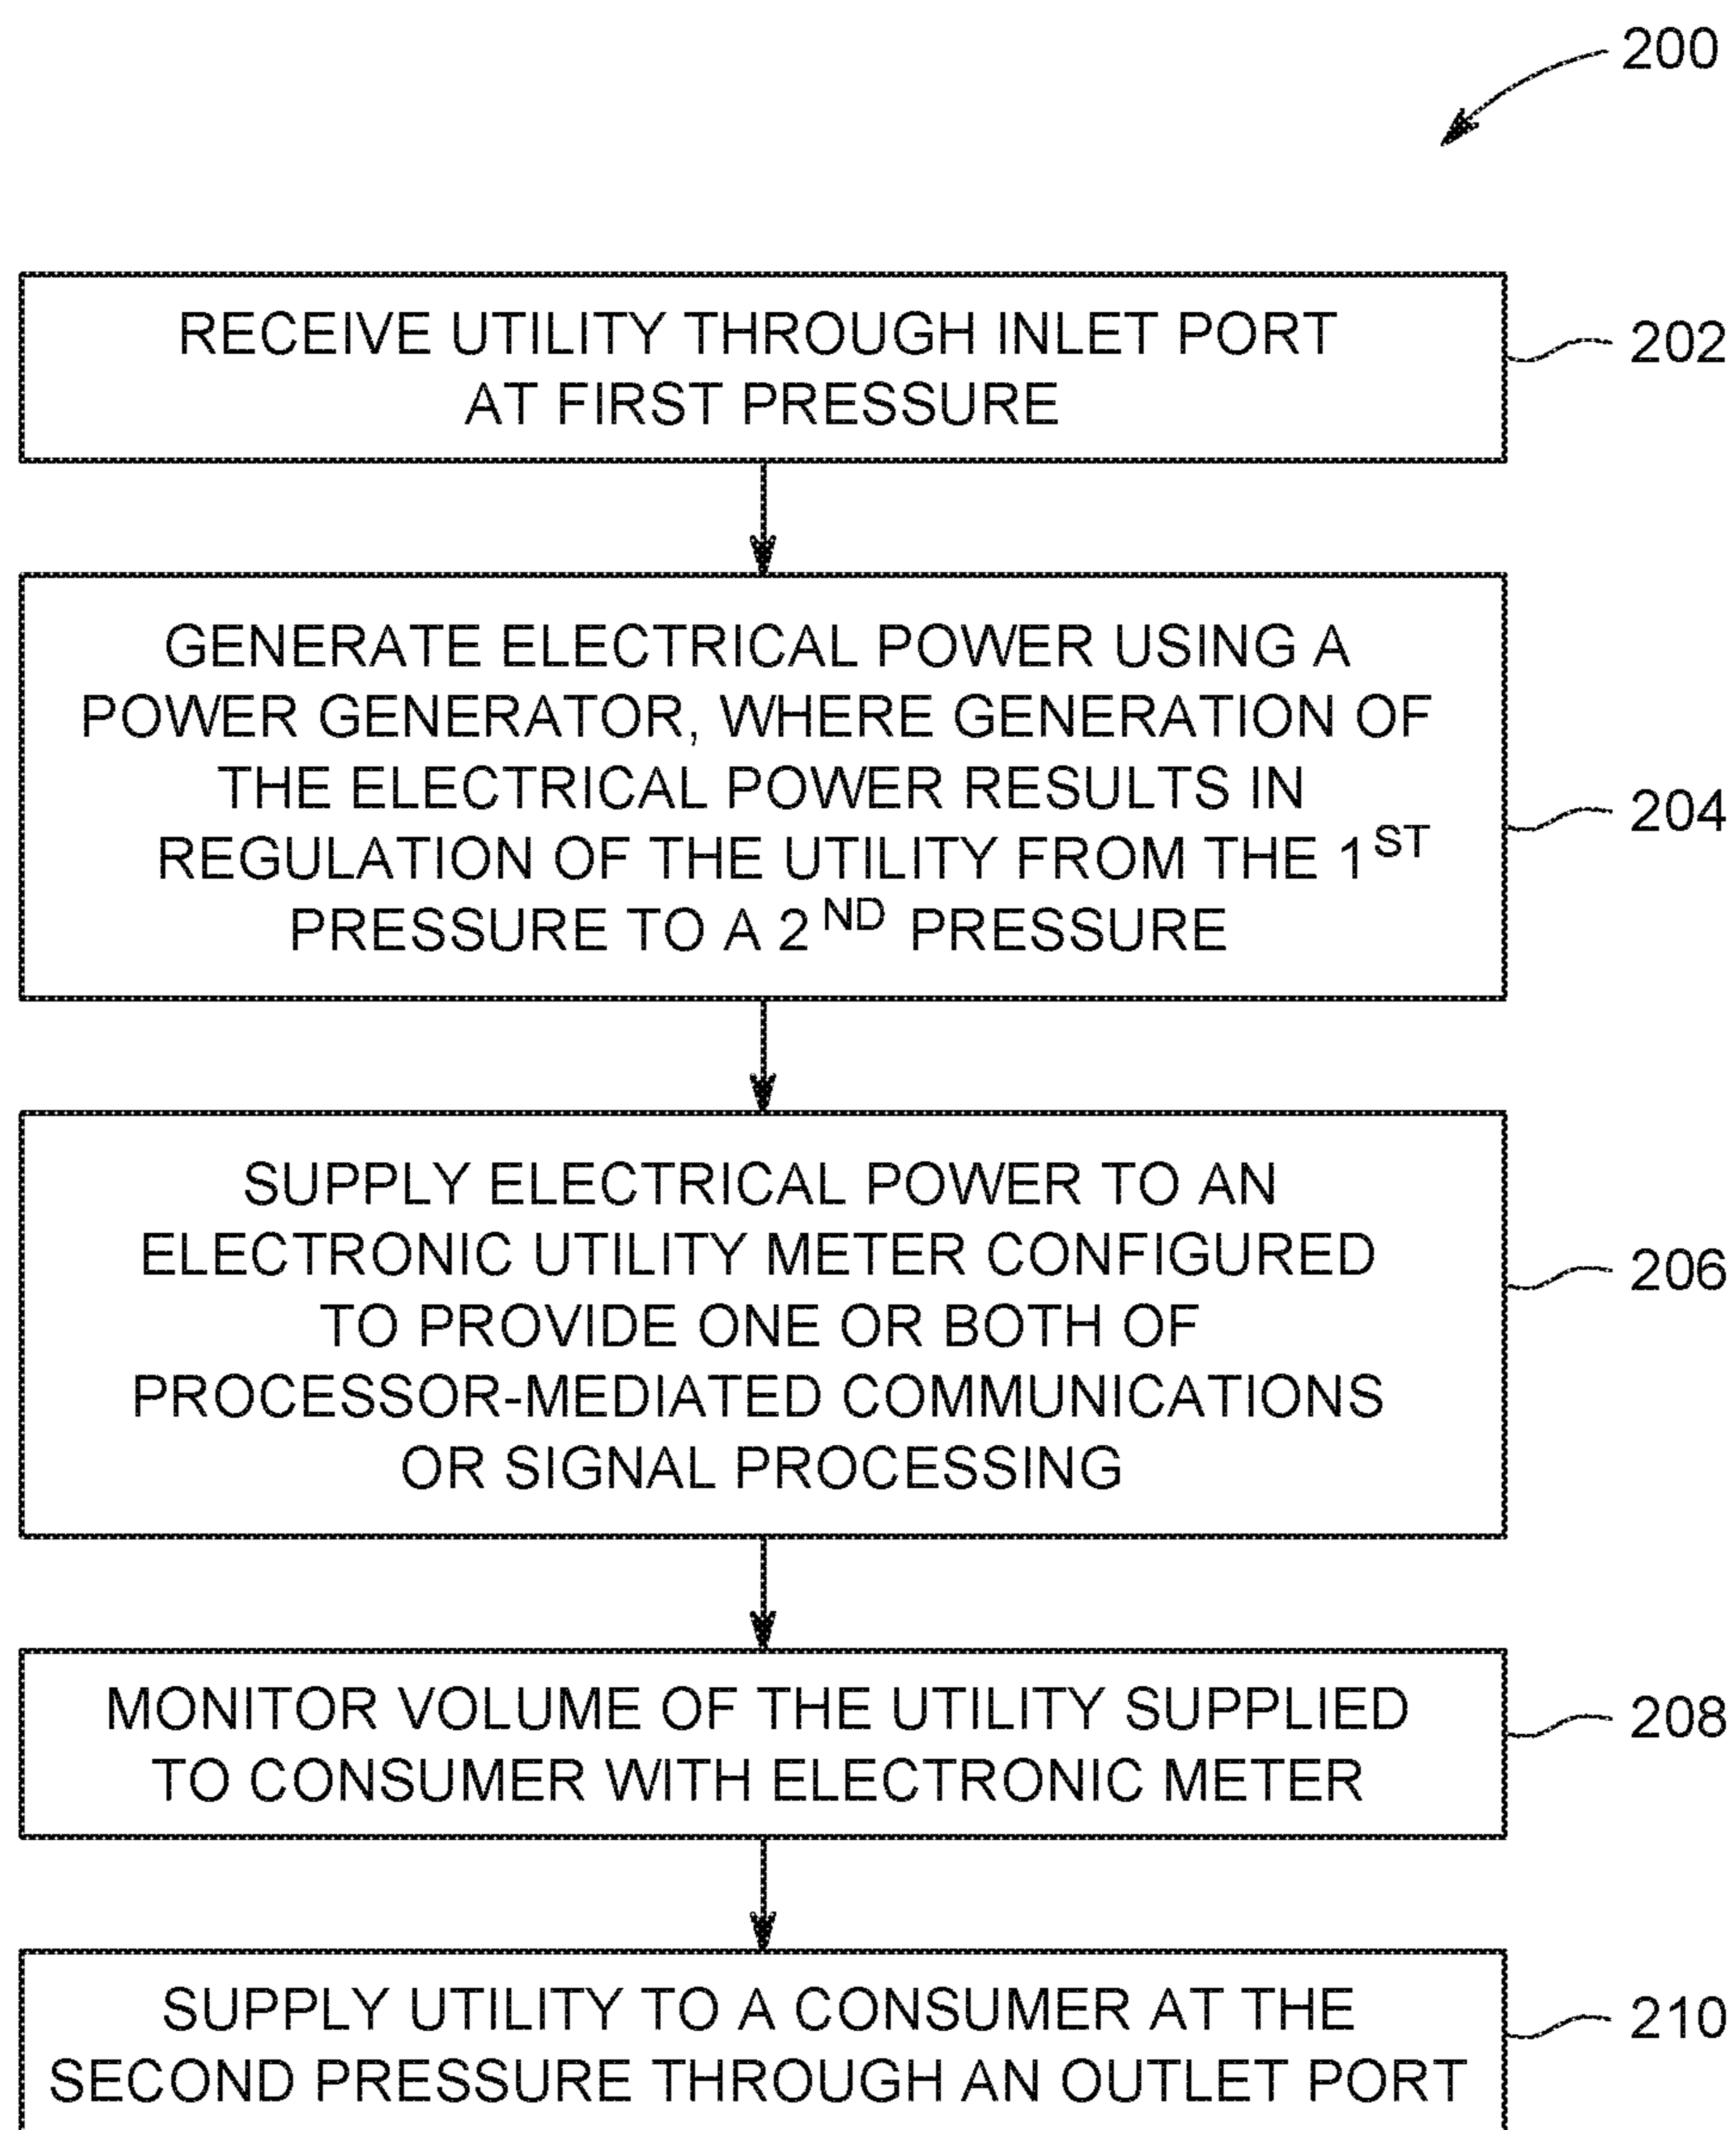 200
RECEIVE UTILITY THROUGH INLET PORT
AT FIRST PRESSURE
202
GENERATE ELECTRICAL POWER USING A
POWER GENERATOR, WHERE GENERATION OF
THE ELECTRICAL POWER RESULTS IN
REGULATION OF THE UTILITY FROM THE 1ST
PRESSURE TO A 2ND PRESSURE
204
SUPPLY ELECTRICAL POWER TO AN
ELECTRONIC UTILITY METER CONFIGURED
TO PROVIDE ONE OR BOTH OF
PROCESSOR-MEDIATED COMMUNICATIONS
OR SIGNAL PROCESSING
206
MONITOR VOLUME OF THE UTILITY SUPPLIED
TO CONSUMER WITH ELECTRONIC METER
208
SUPPLY UTILITY TO A CONSUMER AT THE
SECOND PRESSURE THROUGH AN OUTLET PORT
210